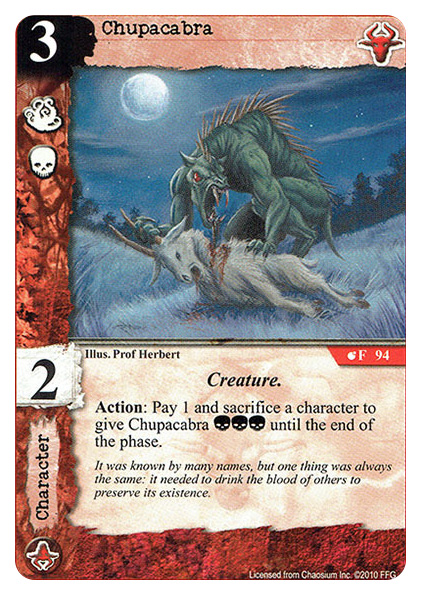 3
Chupacabra
Illus. Prof Herbert
F 94
2
Creature.
Action: Pay 1 and sacrifice a character to
give Chupacabra until the end of
the phase.
It was known by many names, but one thing was always
the same: it needed to drink the blood of others to
preserve its existence.
Character
Licensed from Chaosium Inc. ©2010 FFG